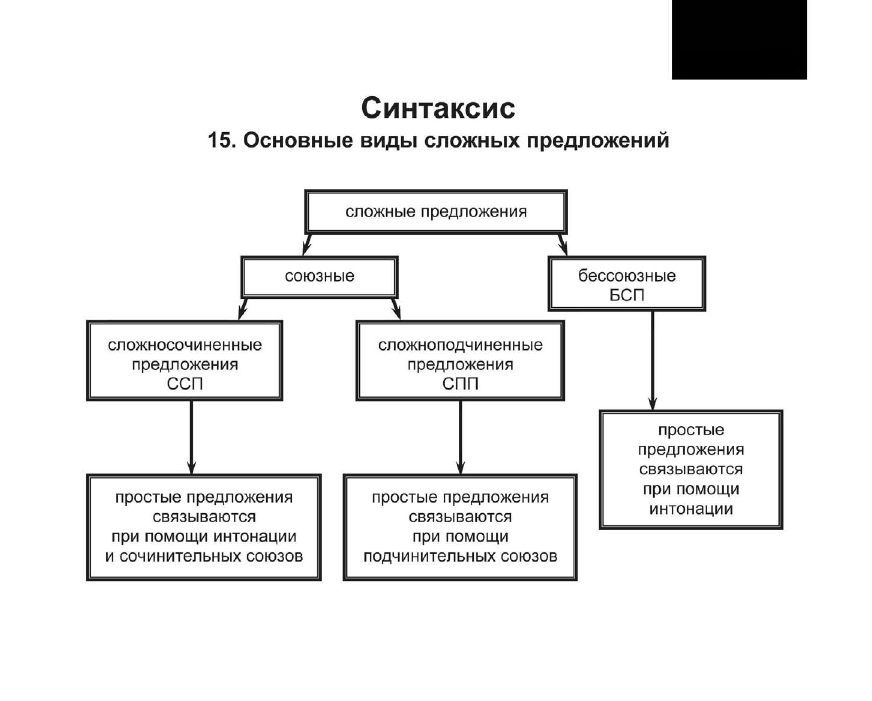 Синтаксис
15. Основные виды сложных предложений
сложные предложения
союзные
бессоюзные
БСП
сложносочиненные
предложения
ССП
сложноподчиненные
предложения
СПП
простые предложения
связываются
при помощи интонации
и сочинительных союзов
простые предложения
связываются
при помощи
подчинительных союзов
простые
предложения
связываются
при помощи
интонации